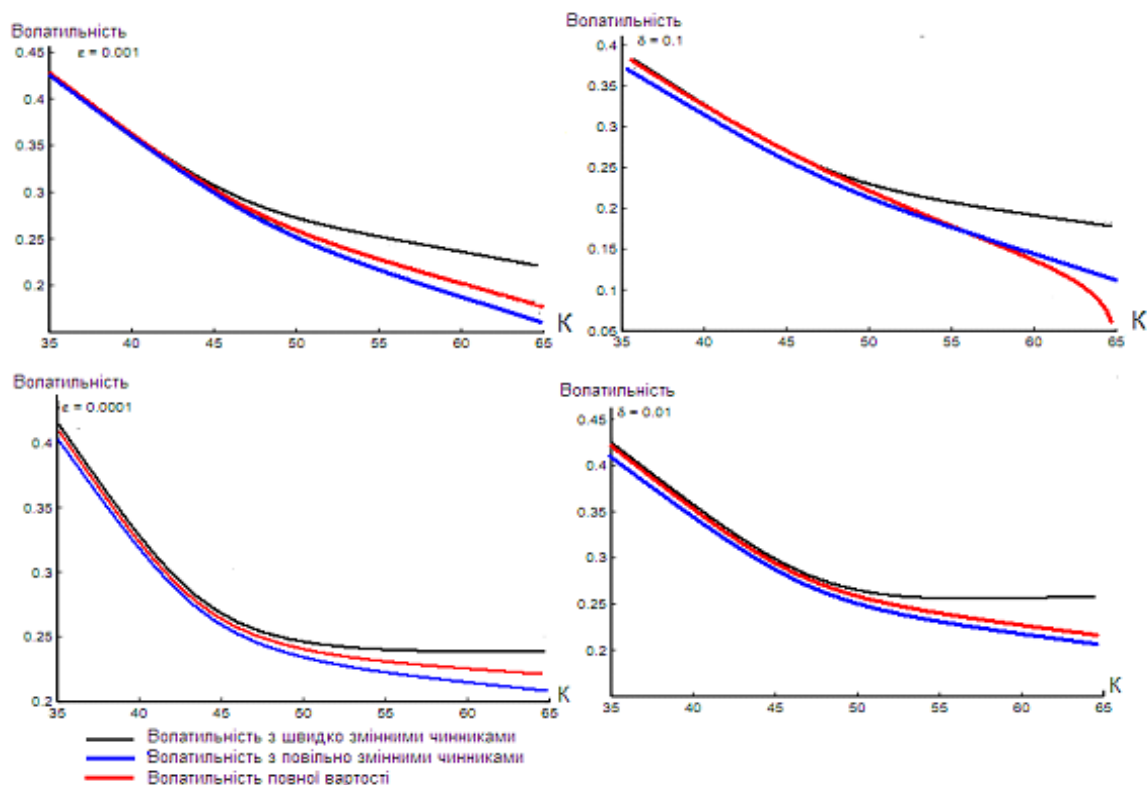 Волатильність
ε = 0.001
0.45
0.4
0.35
0.3
0.25
0.2
35 40 45 50 55 60 65
K
Волатильність
δ = 0.1
0.4
0.35
0.3
0.25
0.2
0.15
0.1
0.05
35 40 45 50 55 60 65
K
Волатильність
ε = 0.0001
0.4
0.35
0.3
0.25
0.2
35 40 45 50 55 60 65
K
Волатильність
δ = 0.01
0.45
0.4
0.35
0.3
0.25
0.2
35 40 45 50 55 60 65
K
Волатильність з швидко змінними чинниками
Волатильність з повільно змінними чинниками
Волатильність повної вартості